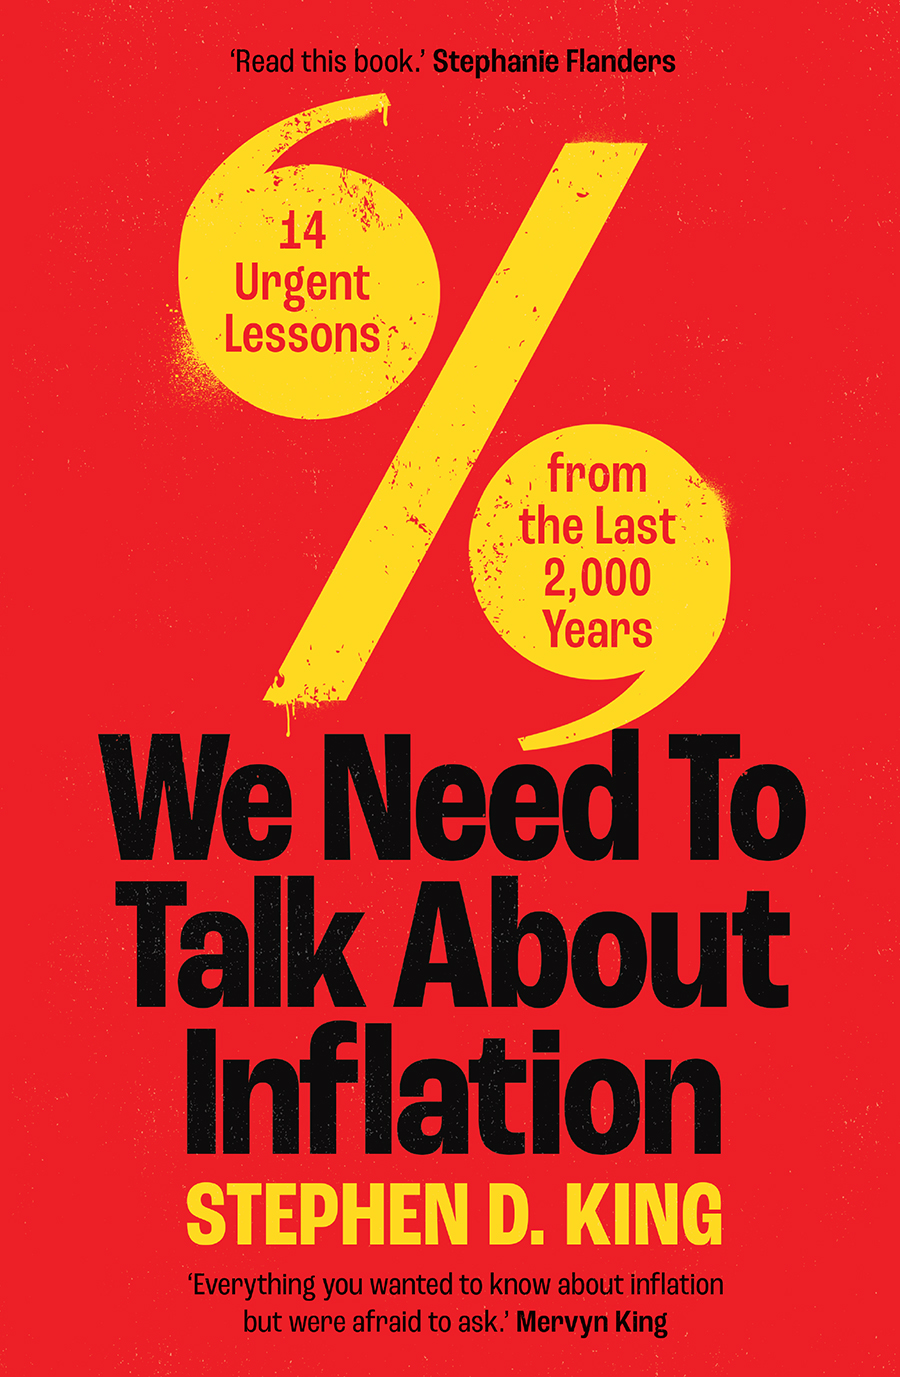 ‘Read this book.’ Stephanie Flanders
14
Urgent
Lessons
from
the Last
2,000
Years
We Need To
Talk About
Inflation
STEPHEN D. KING
‘Everything you wanted to know about inflation
but were afraid to ask.’ Mervyn King